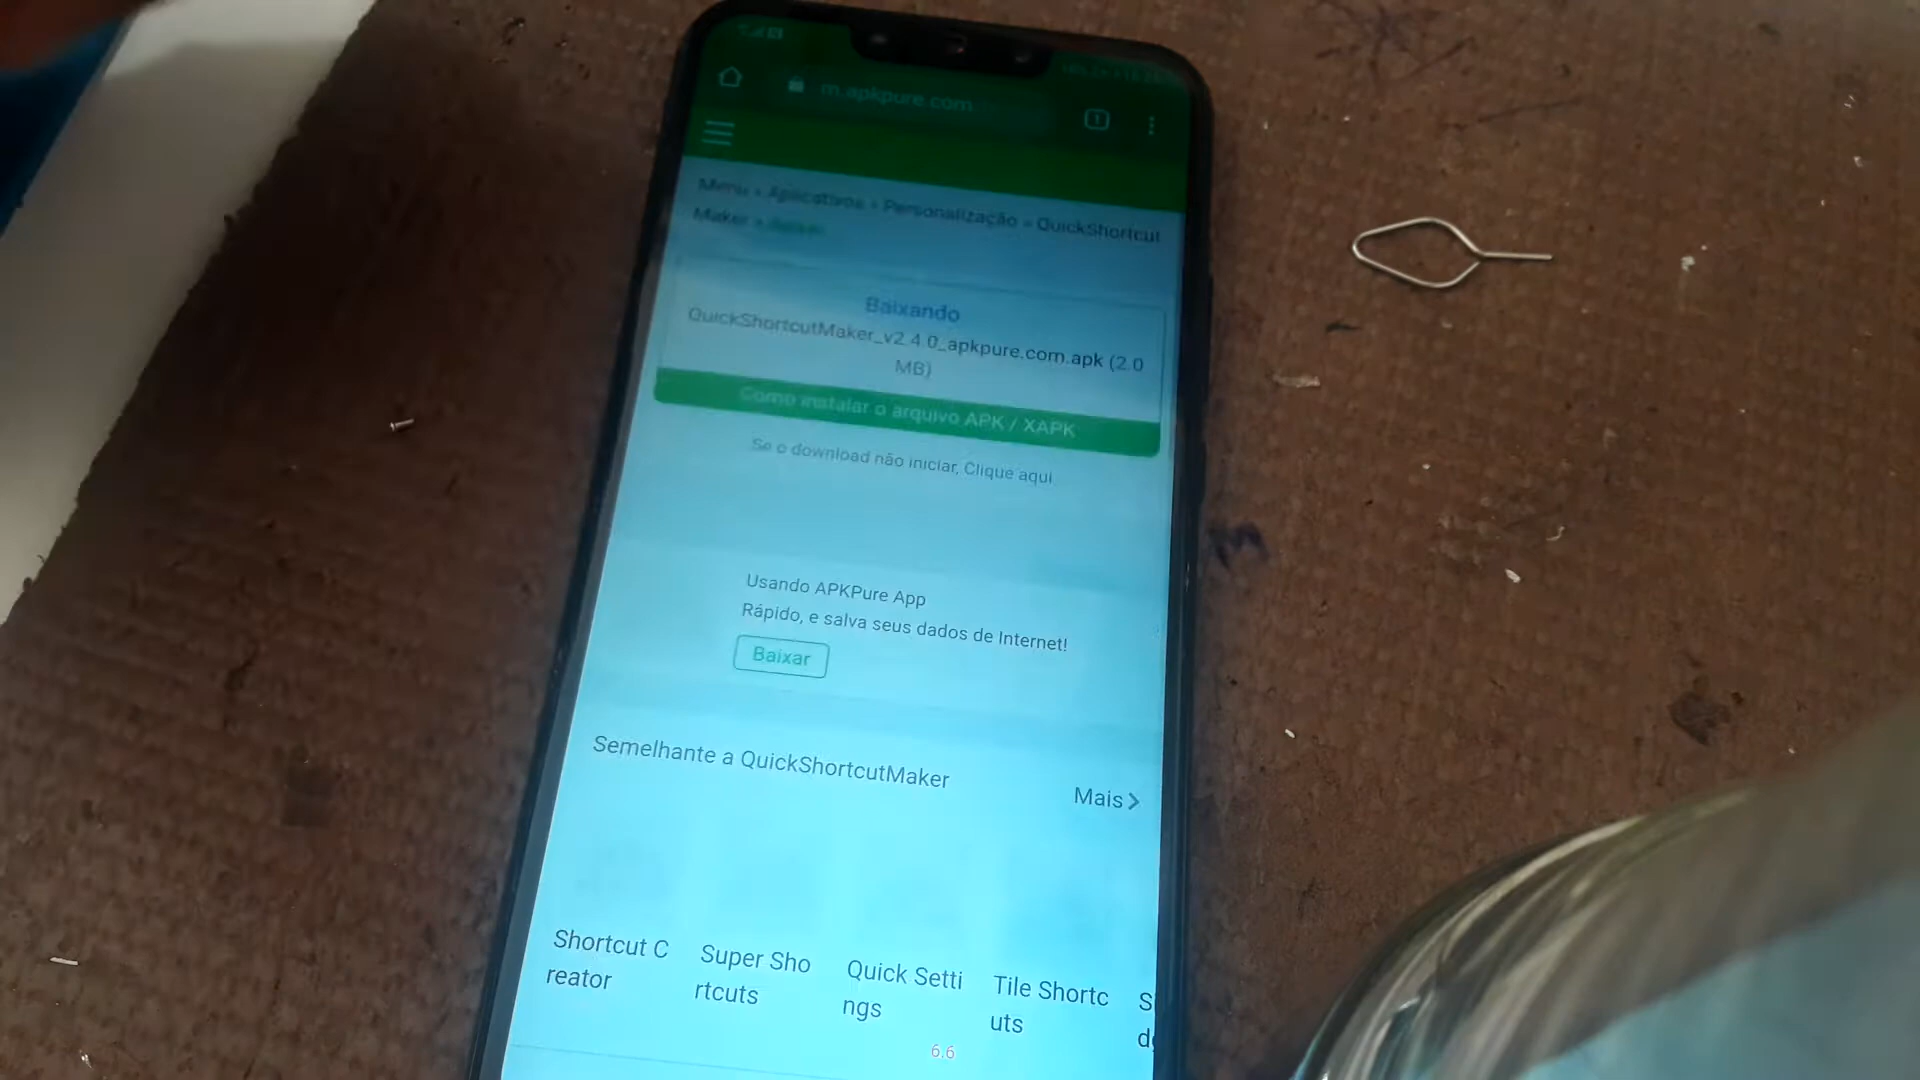 1
m.apkpure.com
Menu » Aplicativos » Personalização » QuickShortcut
Maker »
Baixando
QuickShortcutMaker_v2.4.0_apkpure.com.apk (2.0
MB)
Como instalar o arquivo APK / XAPK
Se o download não iniciar, Clique aqui
Usando APKPure App
Rápido, e salva seus dados de Internet!
Baixar
Semelhante a QuickShortcutMaker
Mais
Shortcut C
reator
Super Sho
rtcuts
Quick Setti
ngs
6.6
Tile Shortc
uts